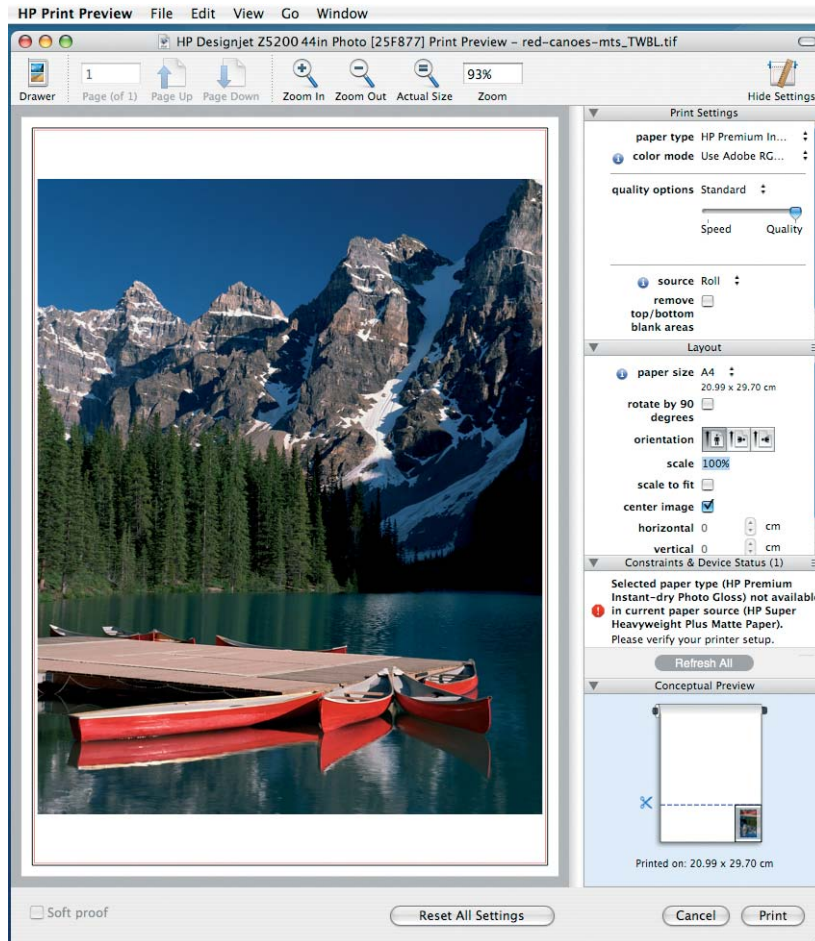 HP Print Preview File Edit View Go Window
HP Designjet Z5200 44in Photo [25F877] Print Preview – red-canoes-mts_TWBL.tif
1
93%
Drawer Page (of 1) Page Up Page Down Zoom In Zoom Out Actual Size Zoom Hide Settings
Print Settings
paper type HP Premium In...
color mode Use Adobe RG...
quality options Standard
Speed Quality
source Roll
remove
top/bottom
blank areas
Layout
paper size A4
20.99 x 29.70 cm
rotate by 90
degrees
orientation
scale 100%
scale to fit
center image
horizontal 0 cm
vertical 0 cm
Constraints & Device Status (1)
Selected paper type (HP Premium
Instant-dry Photo Gloss) not available
in current paper source (HP Super
Heavyweight Plus Matte Paper).
Please verify your printer setup.
Refresh All
Conceptual Preview
Printed on: 20.99 x 29.70 cm
Soft proof
Reset All Settings
Cancel Print